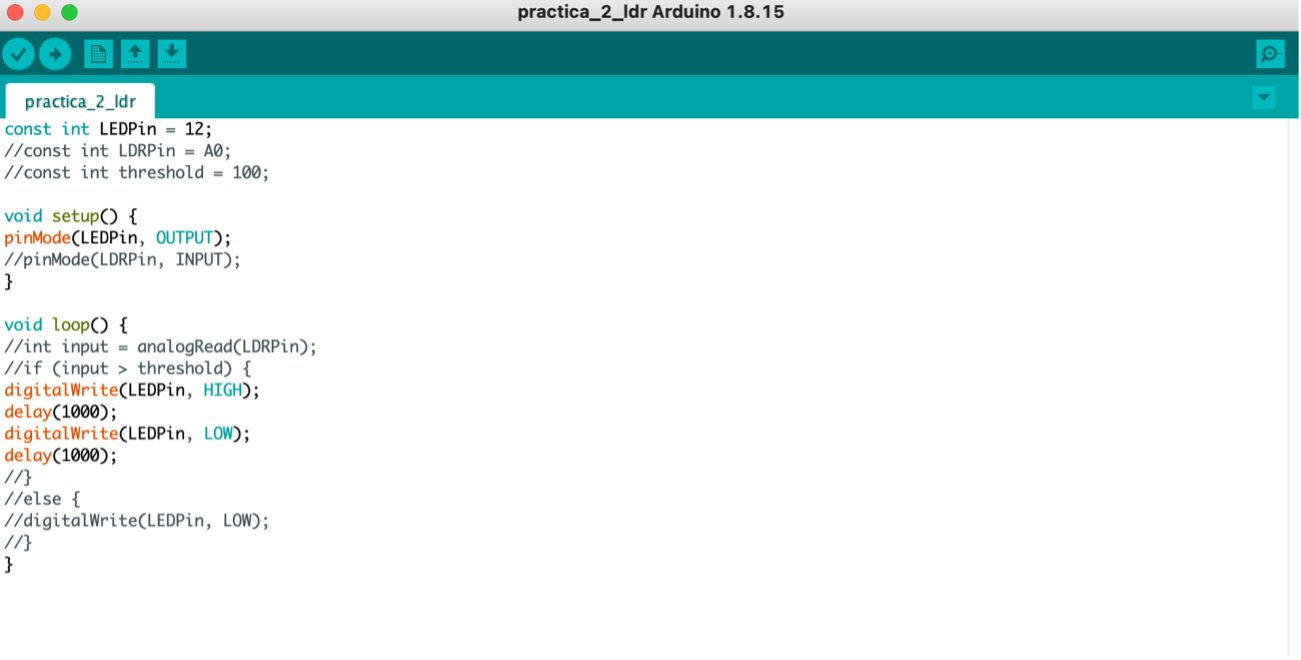 practica_2_ldr Arduino 1.8.15
practica_2_ldr
const int LEDPin = 12;
//const int LDRPin = A0;
//const int threshold = 100;
void setup() {
pinMode(LEDPin, OUTPUT);
//pinMode(LDRPin, INPUT);
}
void loop() {
//int input = analogRead(LDRPin);
//if (input > threshold) {
digitalWrite(LEDPin, HIGH);
delay(1000);
digitalWrite(LEDPin, LOW);
delay(1000);
//}
//else {
//digitalWrite(LEDPin, LOW);
//}
}